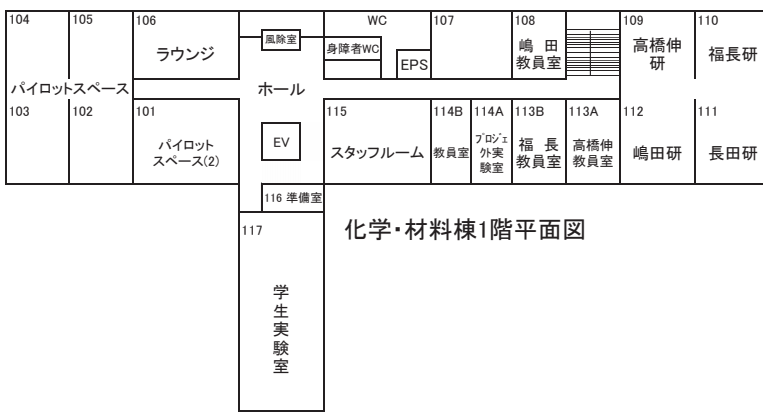 104
105
106
WC
107
108
109
110
風除室
身障者WC
EPS
ラウンジ
嶋 田
教員室
高橋伸
研
福長研
パイロットスペース
ホール
103
102
101
115
114B
114A
113B
113A
112
111
パイロット
スペース(2)
EV
スタッフルーム
教員室
プロジェ
クト実
験室
福 長
教員室
高橋伸
教員室
嶋田研
長田研
116 準備室
117
化学・材料棟1階平面図
学生実験室